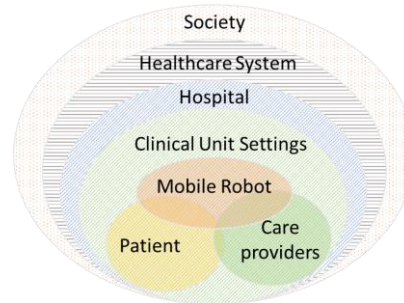 Society
Healthcare System
Hospital
Clinical Unit Settings
Mobile Robot
Patient
Care
providers